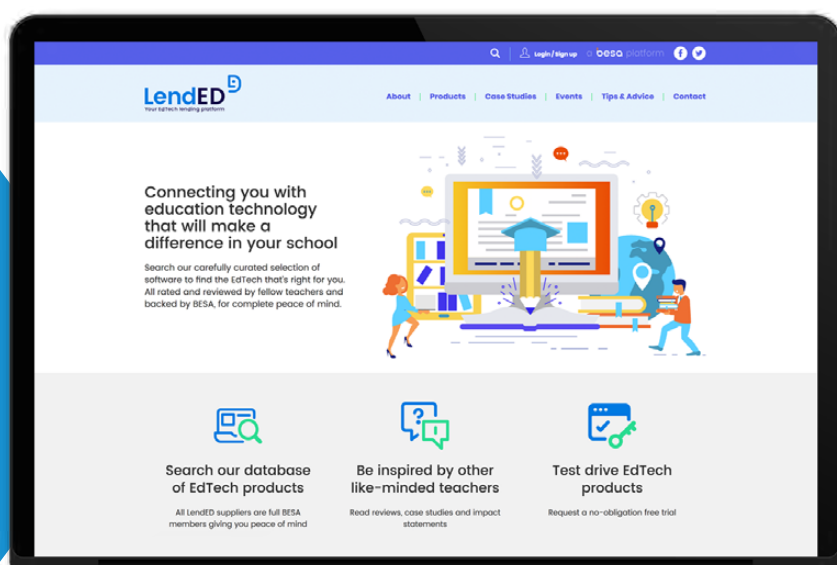 Login / Sign up
a besa platform
LendED
Your EdTech lending platform
About | Products | Case Studies | Events | Tips & Advice | Contact
Connecting you with
education technology
that will make a
difference in your school
Search our carefully curated selection of
software to find the EdTech that's right for you.
All rated and reviewed by fellow teachers and
backed by BESA, for complete peace of mind.
Search our database
of EdTech products
All LendED suppliers are full BESA
members giving you peace of mind
Be inspired by other
like-minded teachers
Read reviews, case studies and impact
statements
Test drive EdTech
products
Request a no-obligation free trial